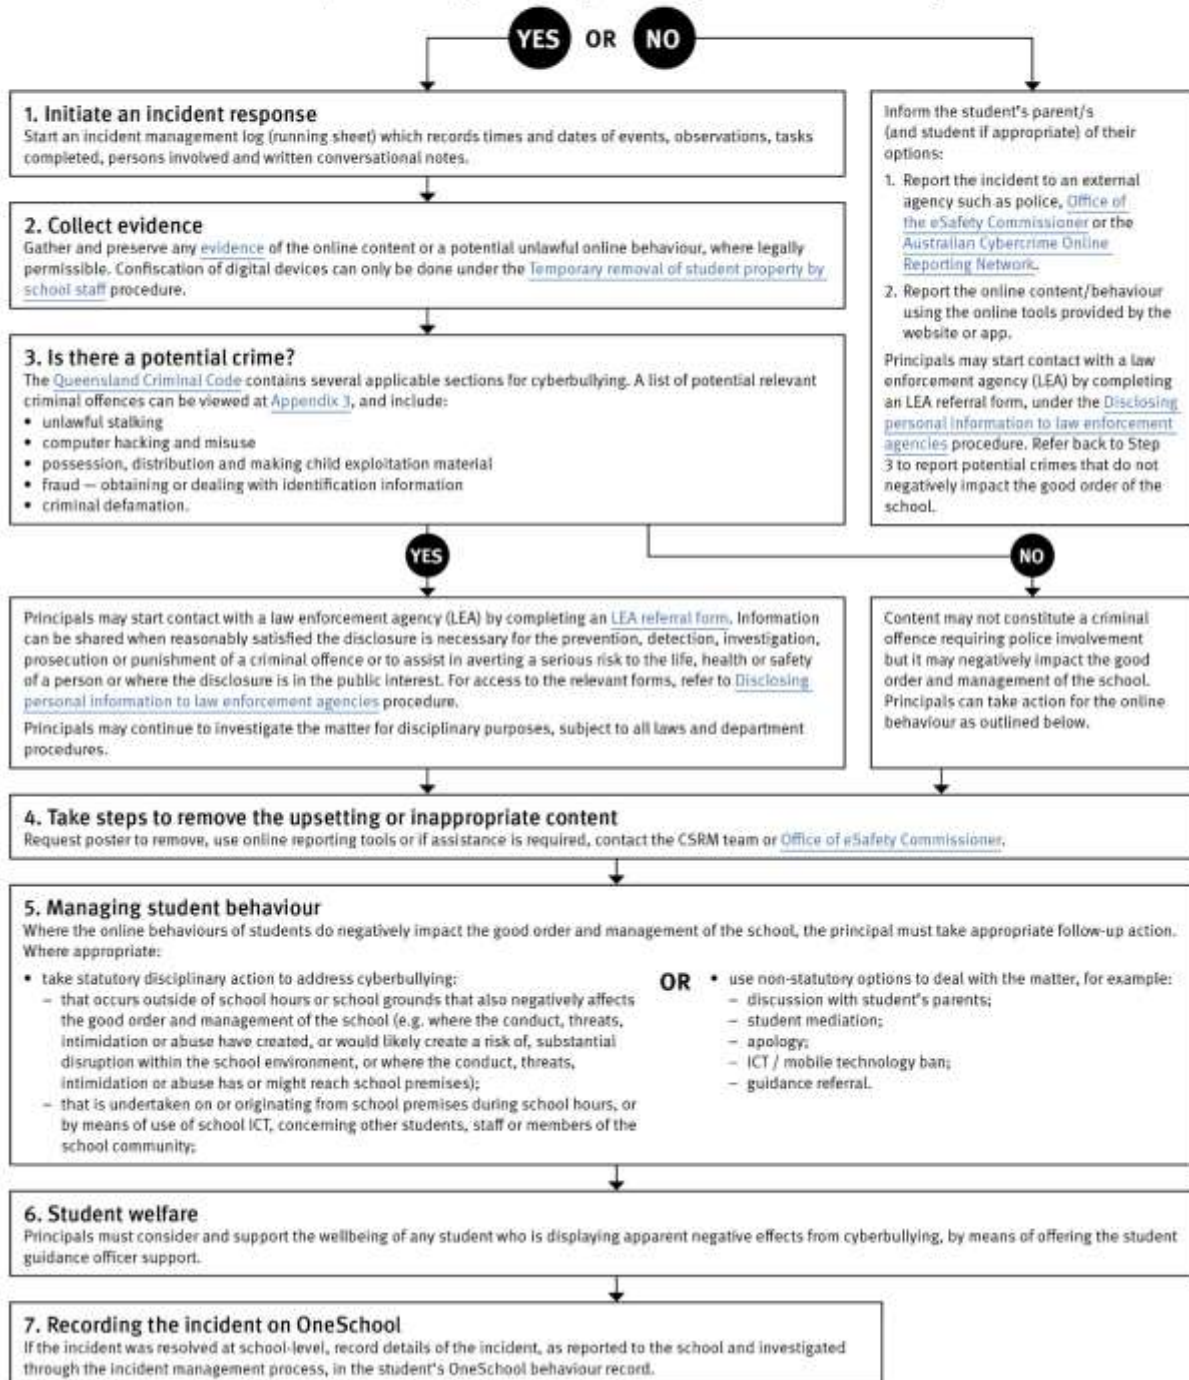 YES OR NO
1. Initiate an incident response
Start an incident management log (running sheet) which records times and dates of events, observations, tasks
completed, persons involved and written conversational notes.
2. Collect evidence
Gather and preserve any evidence of the online content or a potential unlawful online behaviour, where legally
permissible. Confiscation of digital devices can only be done under the Temporary removal of student property by
school staff procedure.
3. Is there a potential crime?
The Queensland Criminal Code contains several applicable sections for cyberbullying. A list of potential relevant
criminal offences can be viewed at Appendix 3, and include:
• unlawful stalking
• computer hacking and misuse
• possession, distribution and making child exploitation material
• fraud — obtaining or dealing with identification information
• criminal defamation.
Inform the student's parent/s
(and student if appropriate) of their
options:
1. Report the incident to an external
agency such as police, Office of
the eSafety Commissioner or the
Australian Cybercrime Online
Reporting Network.
2. Report the online content/behaviour
using the online tools provided by the
website or app.
Principals may start contact with a law
enforcement agency (LEA) by completing
an LEA referral form, under the Disclosing
personal information to law enforcement
agencies procedure. Refer back to Step
3 to report potential crimes that do not
negatively impact the good order of the
school.
YES
NO
Principals may start contact with a law enforcement agency (LEA) by completing an LEA referral form. Information
can be shared when reasonably satisfied the disclosure is necessary for the prevention, detection, investigation,
prosecution or punishment of a criminal offence or to assist in averting a serious risk to the life, health or safety
of a person or where the disclosure is in the public interest. For access to the relevant forms, refer to Disclosing
personal information to law enforcement agencies procedure.
Principals may continue to investigate the matter for disciplinary purposes, subject to all laws and department
procedures.
Content may not constitute a criminal
offence requiring police involvement
but it may negatively impact the good
order and management of the school.
Principals can take action for the online
behaviour as outlined below.
4. Take steps to remove the upsetting or inappropriate content
Request poster to remove, use online reporting tools or if assistance is required, contact the CSRM team or Office of eSafety Commissioner.
5. Managing student behaviour
Where the online behaviours of students do negatively impact the good order and management of the school, the principal must take appropriate follow-up action.
Where appropriate:
• take statutory disciplinary action to address cyberbullying:
– that occurs outside of school hours or school grounds that also negatively affects
the good order and management of the school (e.g. where the conduct, threats,
intimidation or abuse have created, or would likely create a risk of, substantial
disruption within the school environment, or where the conduct, threats,
intimidation or abuse has or might reach school premises);
– that is undertaken on or originating from school premises during school hours, or
by means of use of school ICT, concerning other students, staff or members of the
school community;
OR
• use non-statutory options to deal with the matter, for example:
– discussion with student's parents;
– student mediation;
– apology;
– ICT / mobile technology ban;
– guidance referral.
6. Student welfare
Principals must consider and support the wellbeing of any student who is displaying apparent negative effects from cyberbullying, by means of offering the student
guidance officer support.
7. Recording the incident on OneSchool
If the incident was resolved at school-level, record details of the incident, as reported to the school and investigated
through the incident management process, in the student's OneSchool behaviour record.